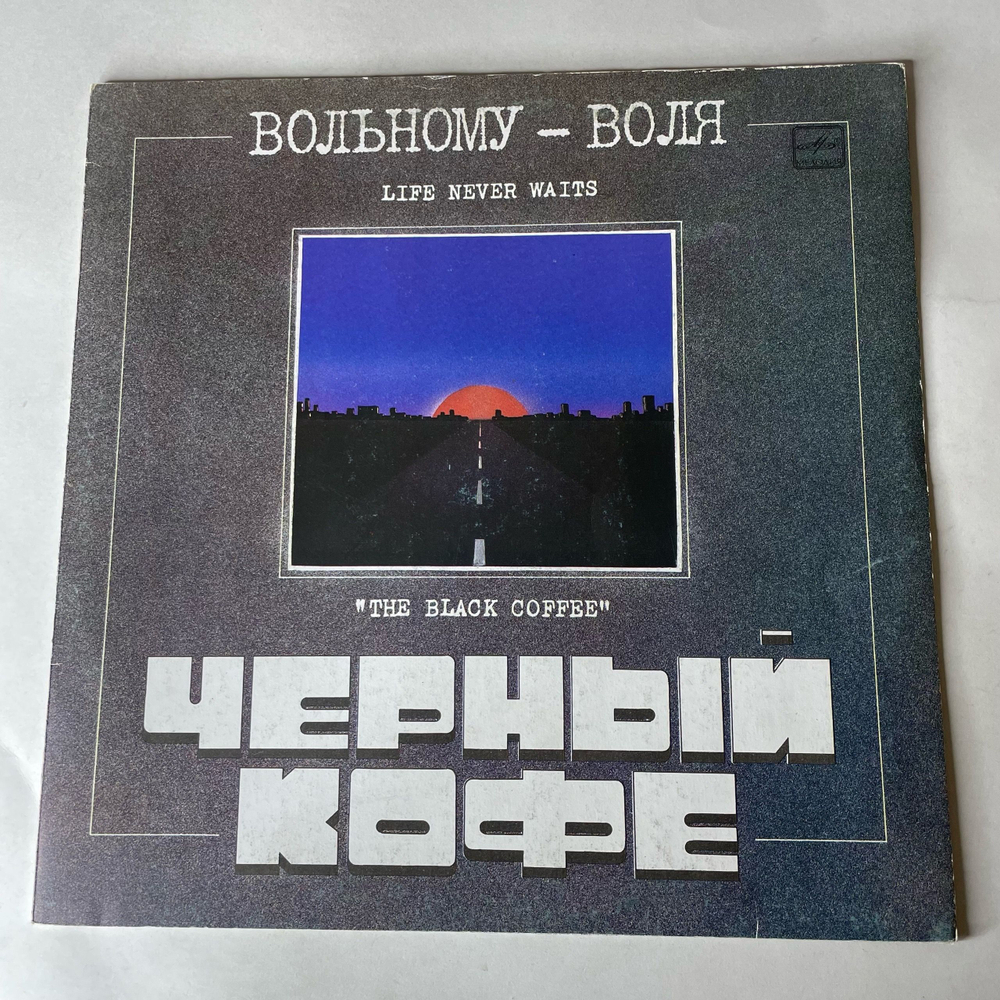 ВОЛЬНОМУ – ВОЛЯ
LIFE NEVER WAITS
"THE BLACK COFFEE"
ЧЕРНЫЙ
КОФЕ